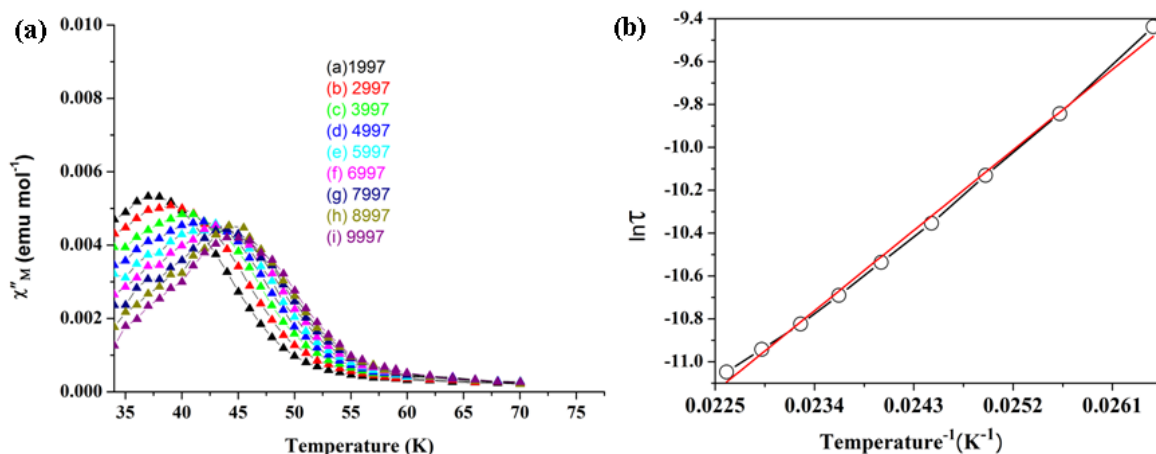 (a)
0.010
0.008
0.006
0.004
0.002
0.000
χ″M (emu mol-1)
(a)1997
(b) 2997
(c) 3997
(d) 4997
(e) 5997
(f) 6997
(g) 7997
(h) 8997
(i) 9997
35 40 45 50 55 60 65 70 75
Temperature (K)
(b)
-9.4
-9.6
-9.8
-10.0
-10.2
-10.4
-10.6
-10.8
-11.0
lnτ
0.0225 0.0234 0.0243 0.0252 0.0261
Temperature-1(K-1)